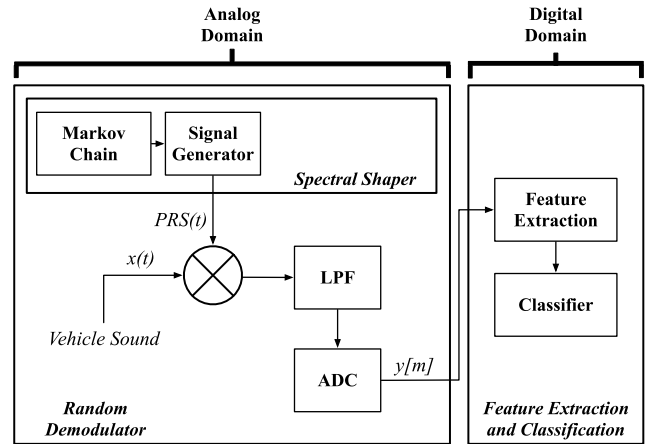 Analog
Domain
Digital
Domain
Markov
Chain
Signal
Generator
Spectral Shaper
PRS(t)
x(t)
Vehicle Sound
LPF
ADC
y[m]
Random
Demodulator
Feature
Extraction
Classifier
Feature Extraction
and Classification